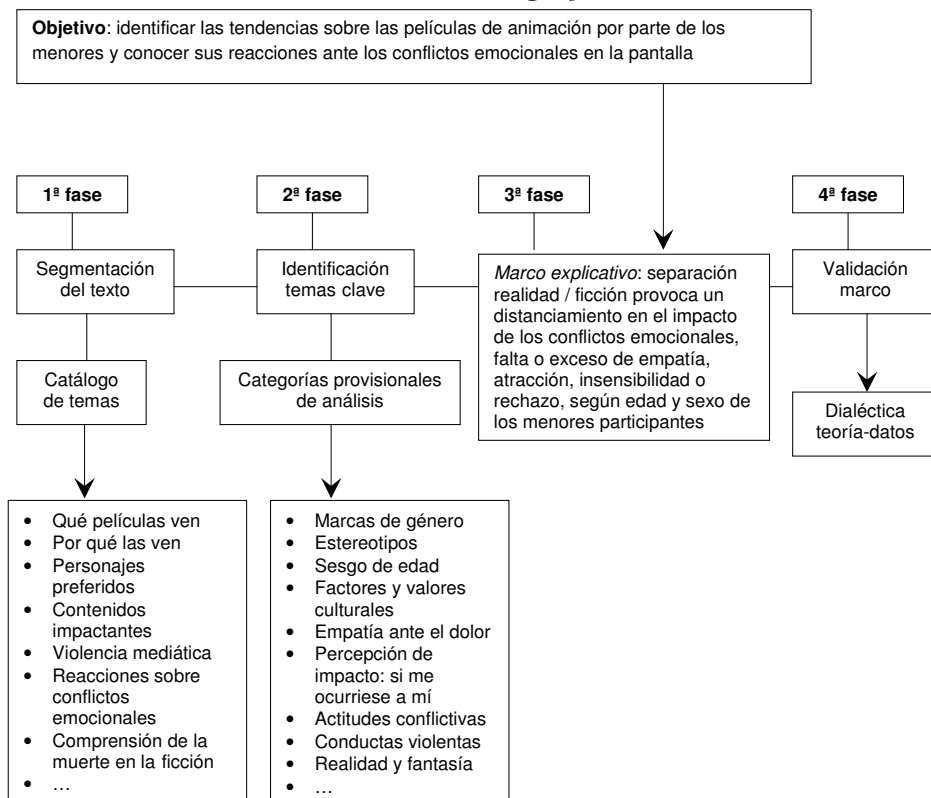 Objetivo: identificar las tendencias sobre las películas de animación por parte de los
menores y conocer sus reacciones ante los conflictos emocionales en la pantalla
1ª fase
2ª fase
3ª fase
4ª fase
Segmentación
del texto
Identificación
temas clave
Marco explicativo: separación
realidad / ficción provoca un
distanciamiento en el impacto
de los conflictos emocionales,
falta o exceso de empatía,
atracción, insensibilidad o
rechazo, según edad y sexo de
los menores participantes
Validación
marco
Catálogo
de temas
Categorías provisionales
de análisis
Dialéctica
teoría-datos
• Qué películas ven
• Por qué las ven
• Personajes
preferidos
• Contenidos
impactantes
• Violencia mediática
• Reacciones sobre
conflictos
emocionales
• Comprensión de la
muerte en la ficción
• …
• Marcas de género
• Estereotipos
• Sesgo de edad
• Factores y valores
culturales
• Empatía ante el dolor
• Percepción de
impacto: si me
ocurriese a mí
• Actitudes conflictivas
• Conductas violentas
• Realidad y fantasía
• …